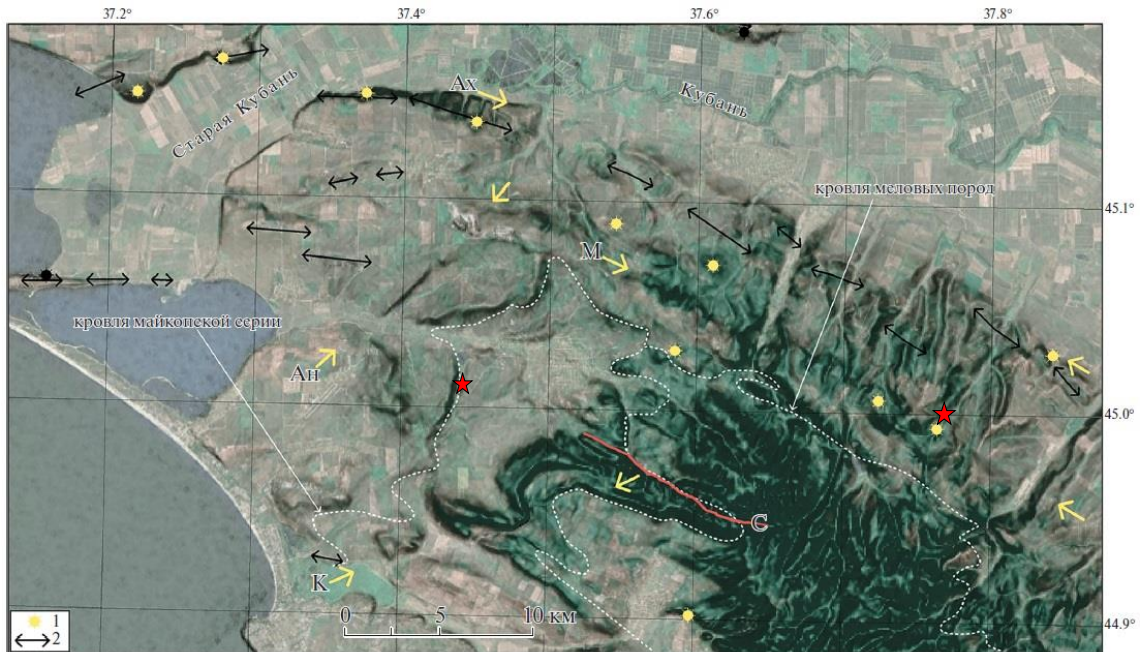 37.2° 37.4° 37.6° 37.8°
Ах
Кубань
Старая Кубань
кровля меловых пород
45.1°
М
кровля майкопской серии
Ан
45.0°
С
К
0 5 10 км
1
2
44.9°